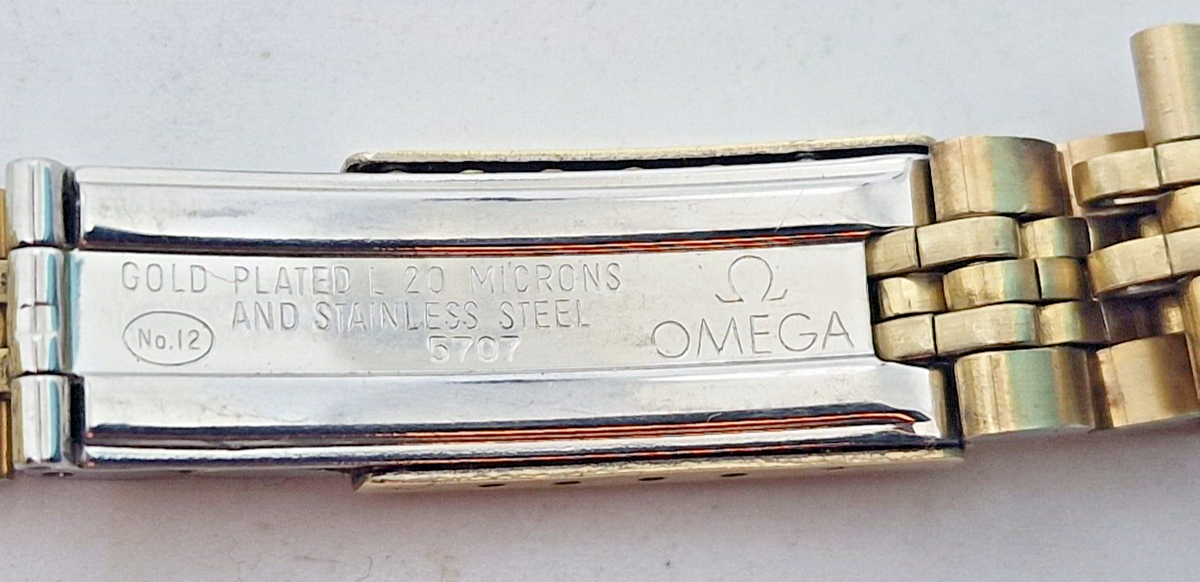 GOLD PLATED L 20 MICRONS
AND STAINLESS STEEL
No.12
5707
Ω
OMEGA